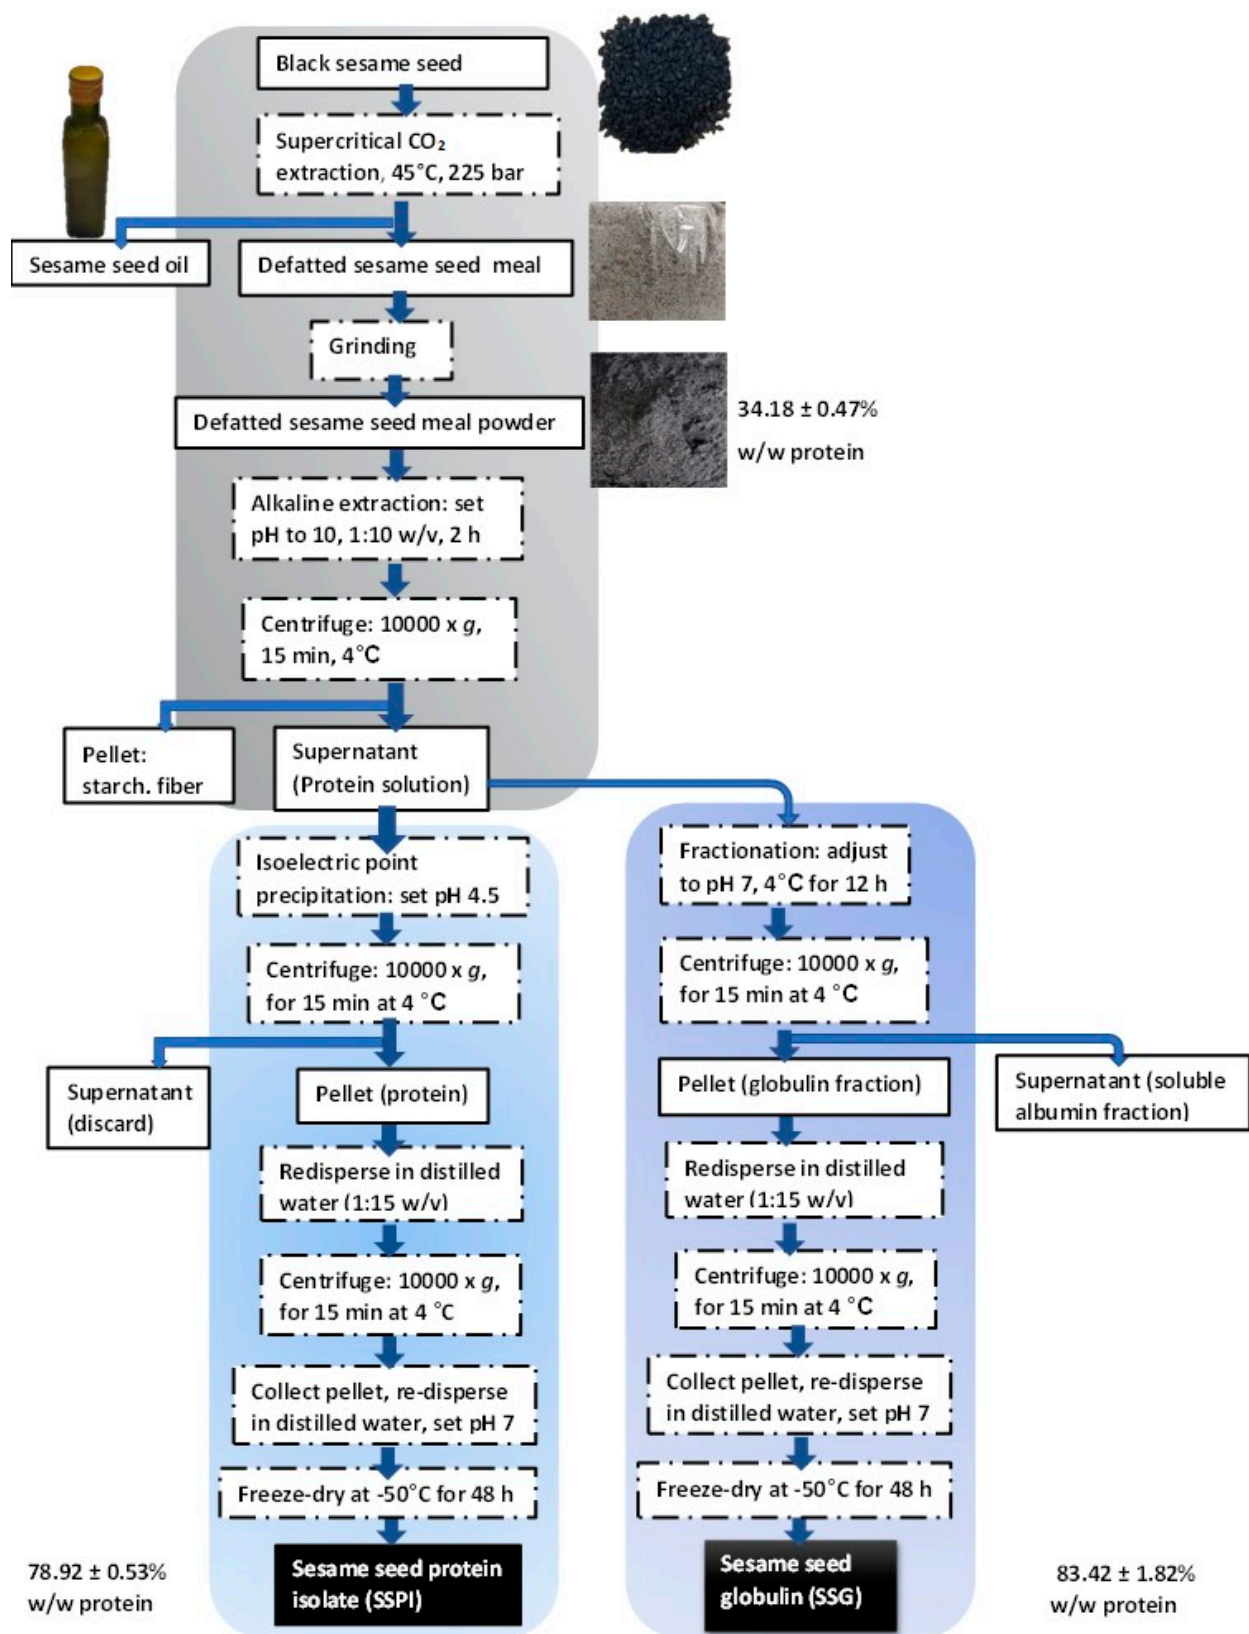 Black sesame seed
Supercritical CO₂
extraction, 45°C, 225 bar
Sesame seed oil
Defatted sesame seed meal
Grinding
Defatted sesame seed meal powder
34.18 ± 0.47%
w/w protein
Alkaline extraction: set
pH to 10, 1:10 w/v, 2 h
Centrifuge: 10000 x g,
15 min, 4°C
Pellet:
starch. fiber
Supernatant
(Protein solution)
Isoelectric point
precipitation: set pH 4.5
Centrifuge: 10000 x g,
for 15 min at 4 °C
Supernatant
(discard)
Pellet (protein)
Redisperse in distilled
water (1:15 w/v)
Centrifuge: 10000 x g,
for 15 min at 4 °C
Collect pellet, re-disperse
in distilled water, set pH 7
Freeze-dry at -50°C for 48 h
Sesame seed protein
isolate (SSPI)
78.92 ± 0.53%
w/w protein
Fractionation: adjust
to pH 7, 4°C for 12 h
Centrifuge: 10000 x g,
for 15 min at 4 °C
Pellet (globulin fraction)
Supernatant (soluble
albumin fraction)
Redisperse in distilled
water (1:15 w/v)
Centrifuge: 10000 x g,
for 15 min at 4 °C
Collect pellet, re-disperse
in distilled water, set pH 7
Freeze-dry at -50°C for 48 h
Sesame seed
globulin (SSG)
83.42 ± 1.82%
w/w protein